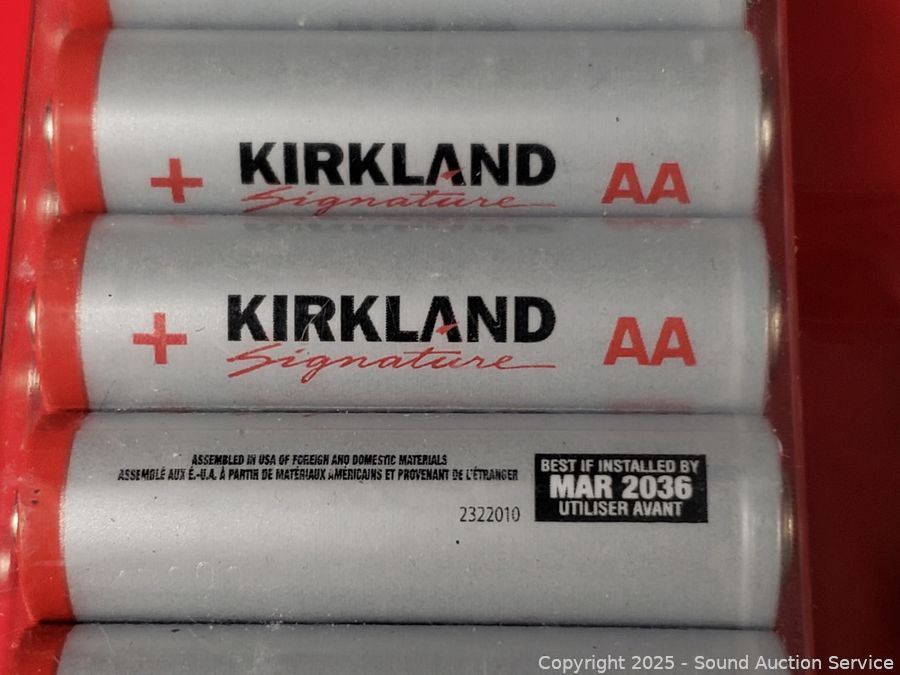 + KIRKLAND AA
Signature
+ KIRKLAND AA
Signature
ASSEMBLED IN USA OF FOREIGN AND DOMESTIC MATERIALS
ASSEMBLÉ AUX É.-U.A. À PARTIR DE MATÉRIAUX AMÉRICAINS ET PROVENANT DE L'ÉTRANGER
2322010
BEST IF INSTALLED BY
MAR 2036
UTILISER AVANT
Copyright 2025 - Sound Auction Service